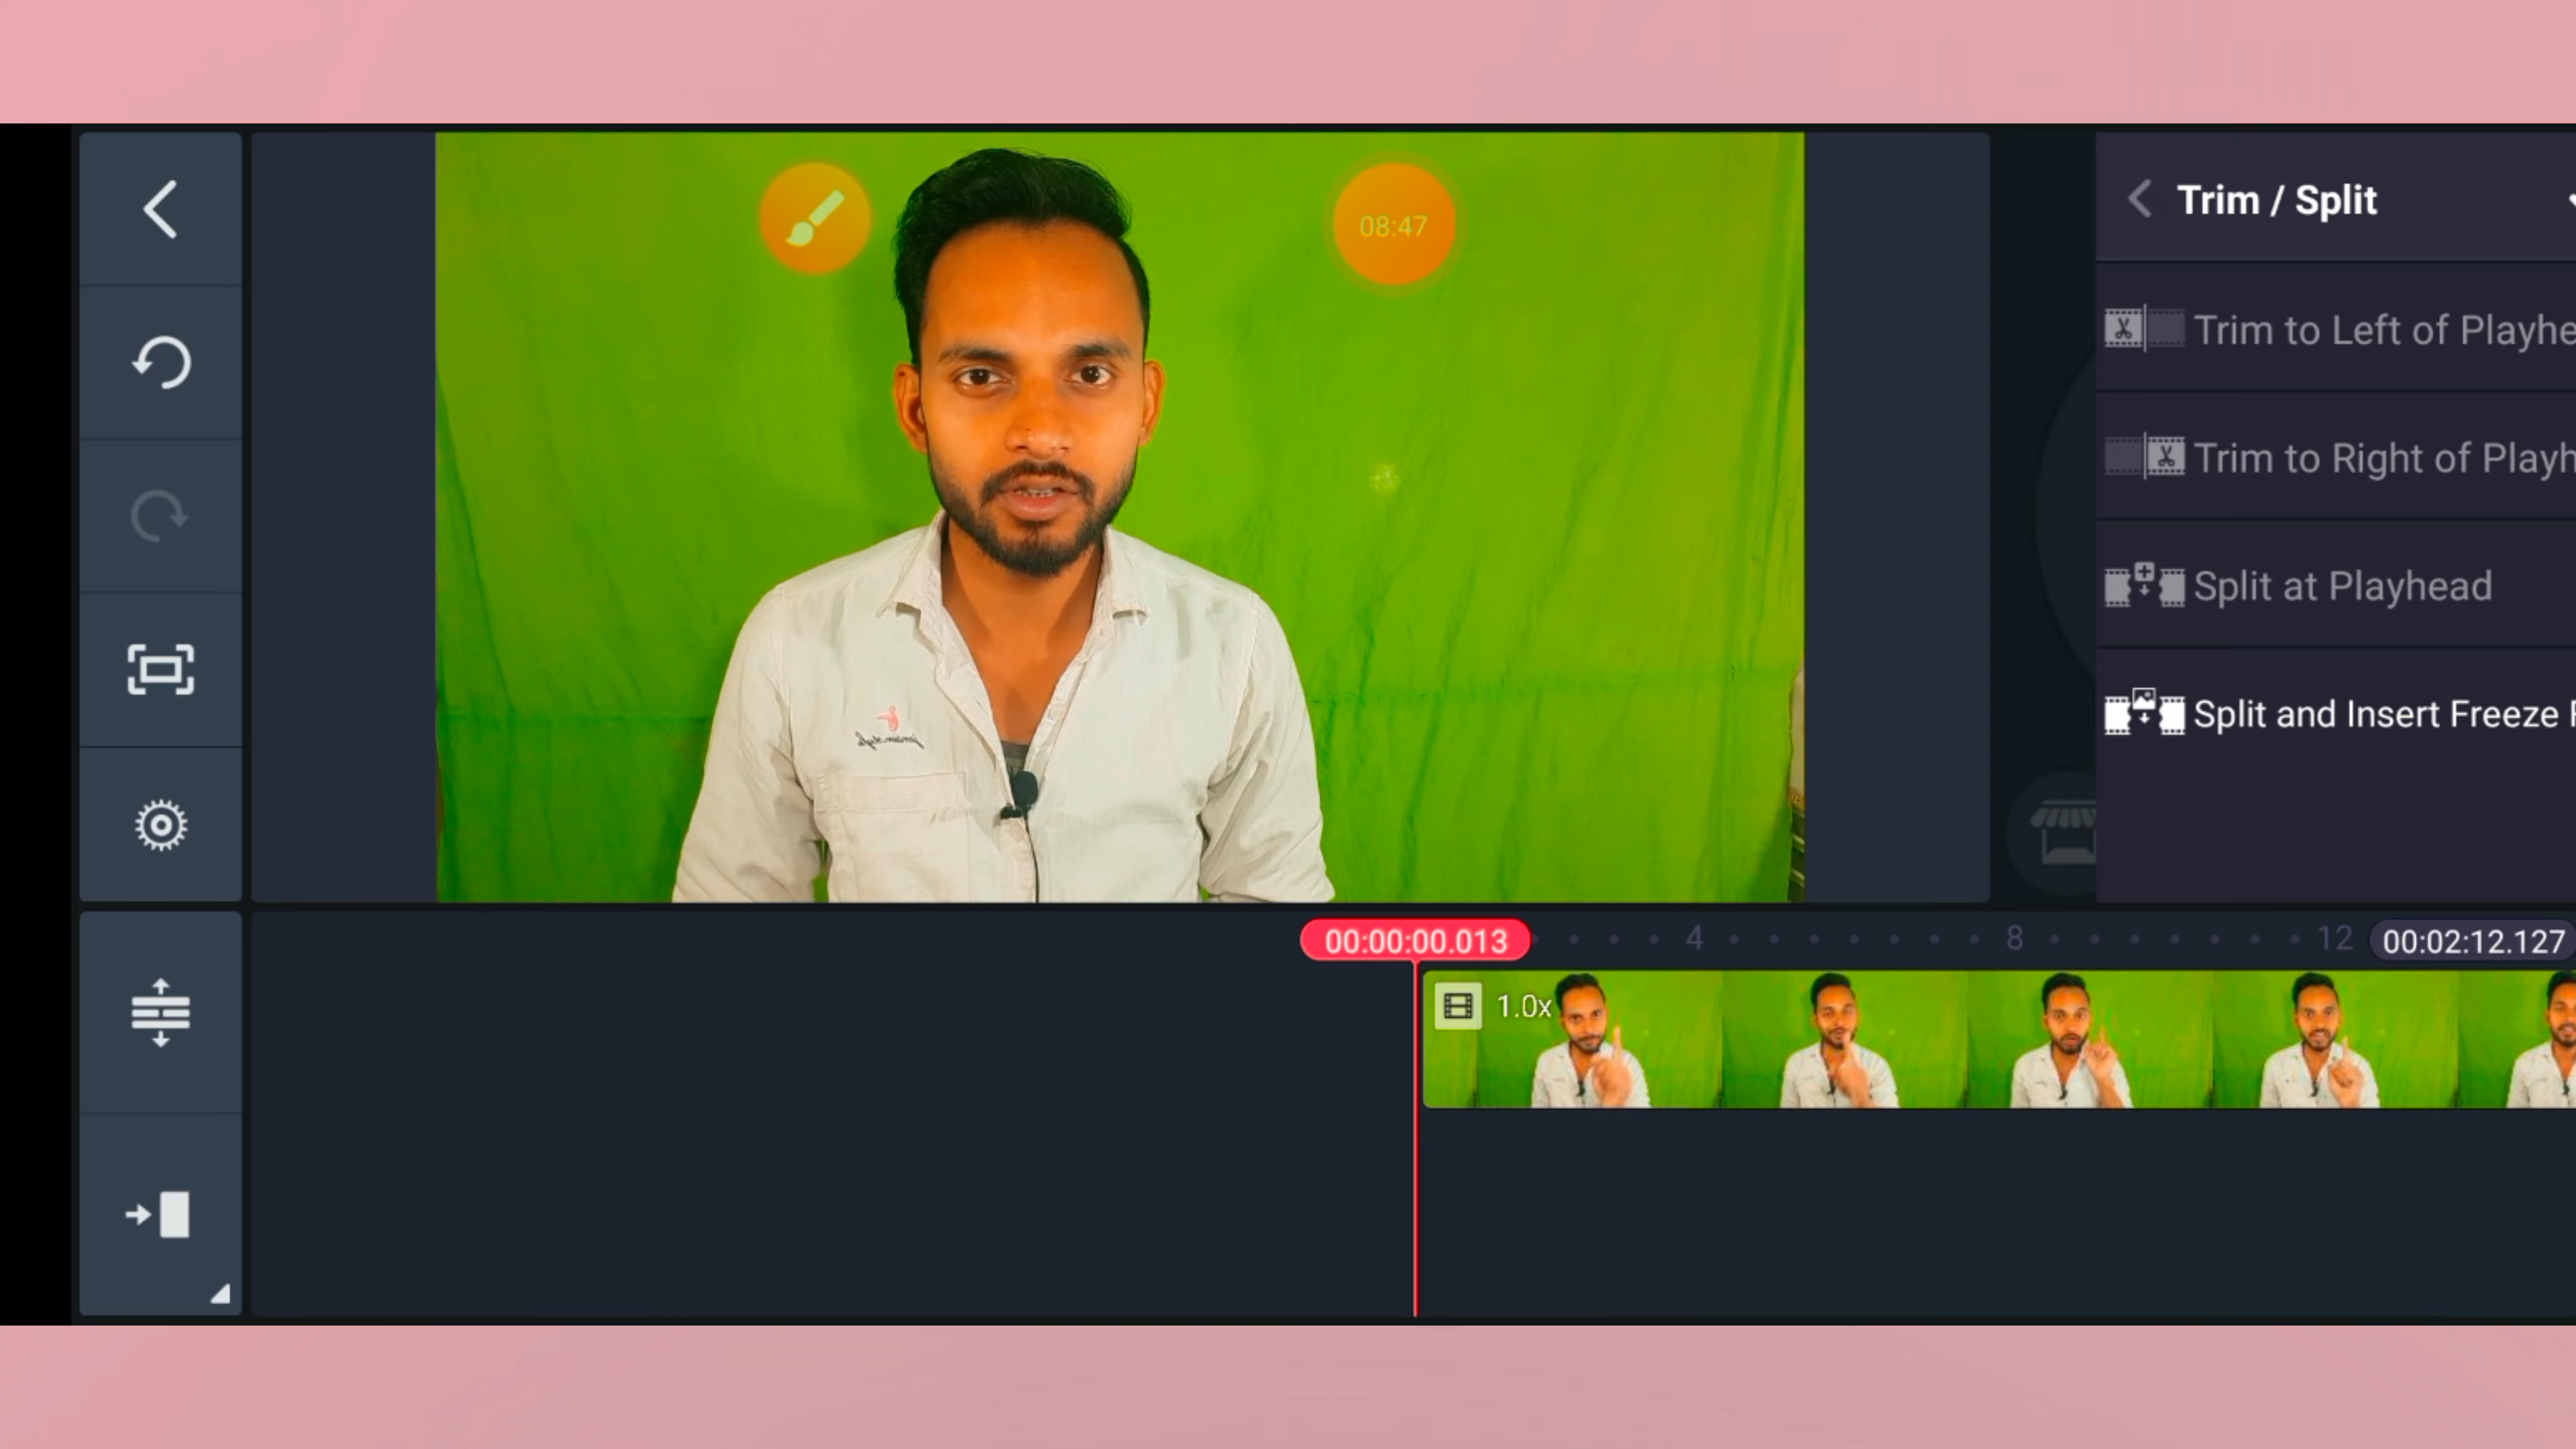 08:47
Trim / Split
Trim to Left of Playhe
Trim to Right of Playh
Split at Playhead
Split and Insert Freeze F
00:00:00.013
4
8
12
00:02:12.127
1.0x